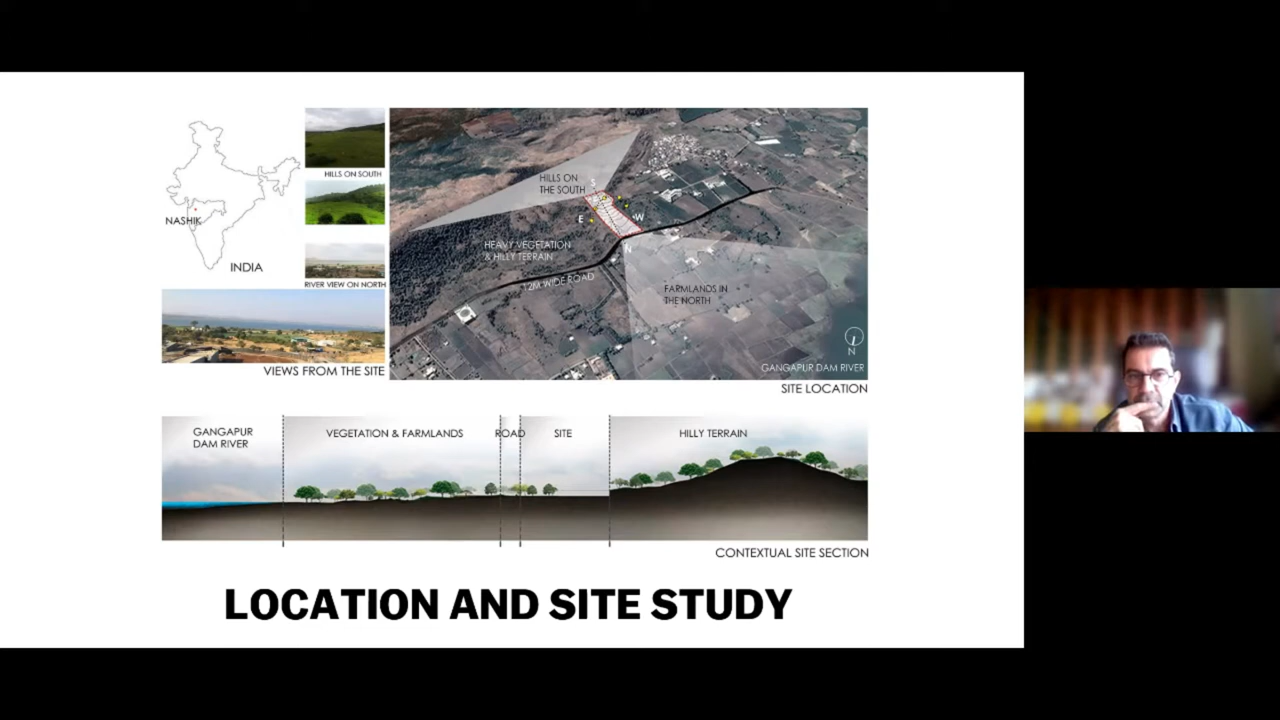 NASHIK
INDIA
HILLS ON SOUTH
RIVER VIEW ON NORTH
VIEWS FROM THE SITE
HILLS ON
THE SOUTH
S
E
W
N
HEAVY VEGETATION
& HILLY TERRAIN
12M WIDE ROAD
FARMLANDS IN
THE NORTH
N
GANGAPUR DAM RIVER
SITE LOCATION
GANGAPUR
DAM RIVER
VEGETATION & FARMLANDS
ROAD
SITE
HILLY TERRAIN
CONTEXTUAL SITE SECTION
LOCATION AND SITE STUDY